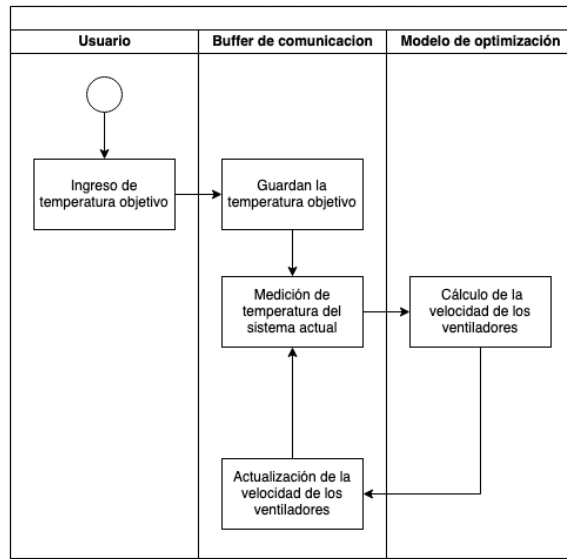 Usuario
Buffer de comunicacion
Modelo de optimización
Ingreso de
temperatura objetivo
Guardan la
temperatura objetivo
Medición de
temperatura del
sistema actual
Cálculo de la
velocidad de los
ventiladores
Actualización de la
velocidad de los
ventiladores